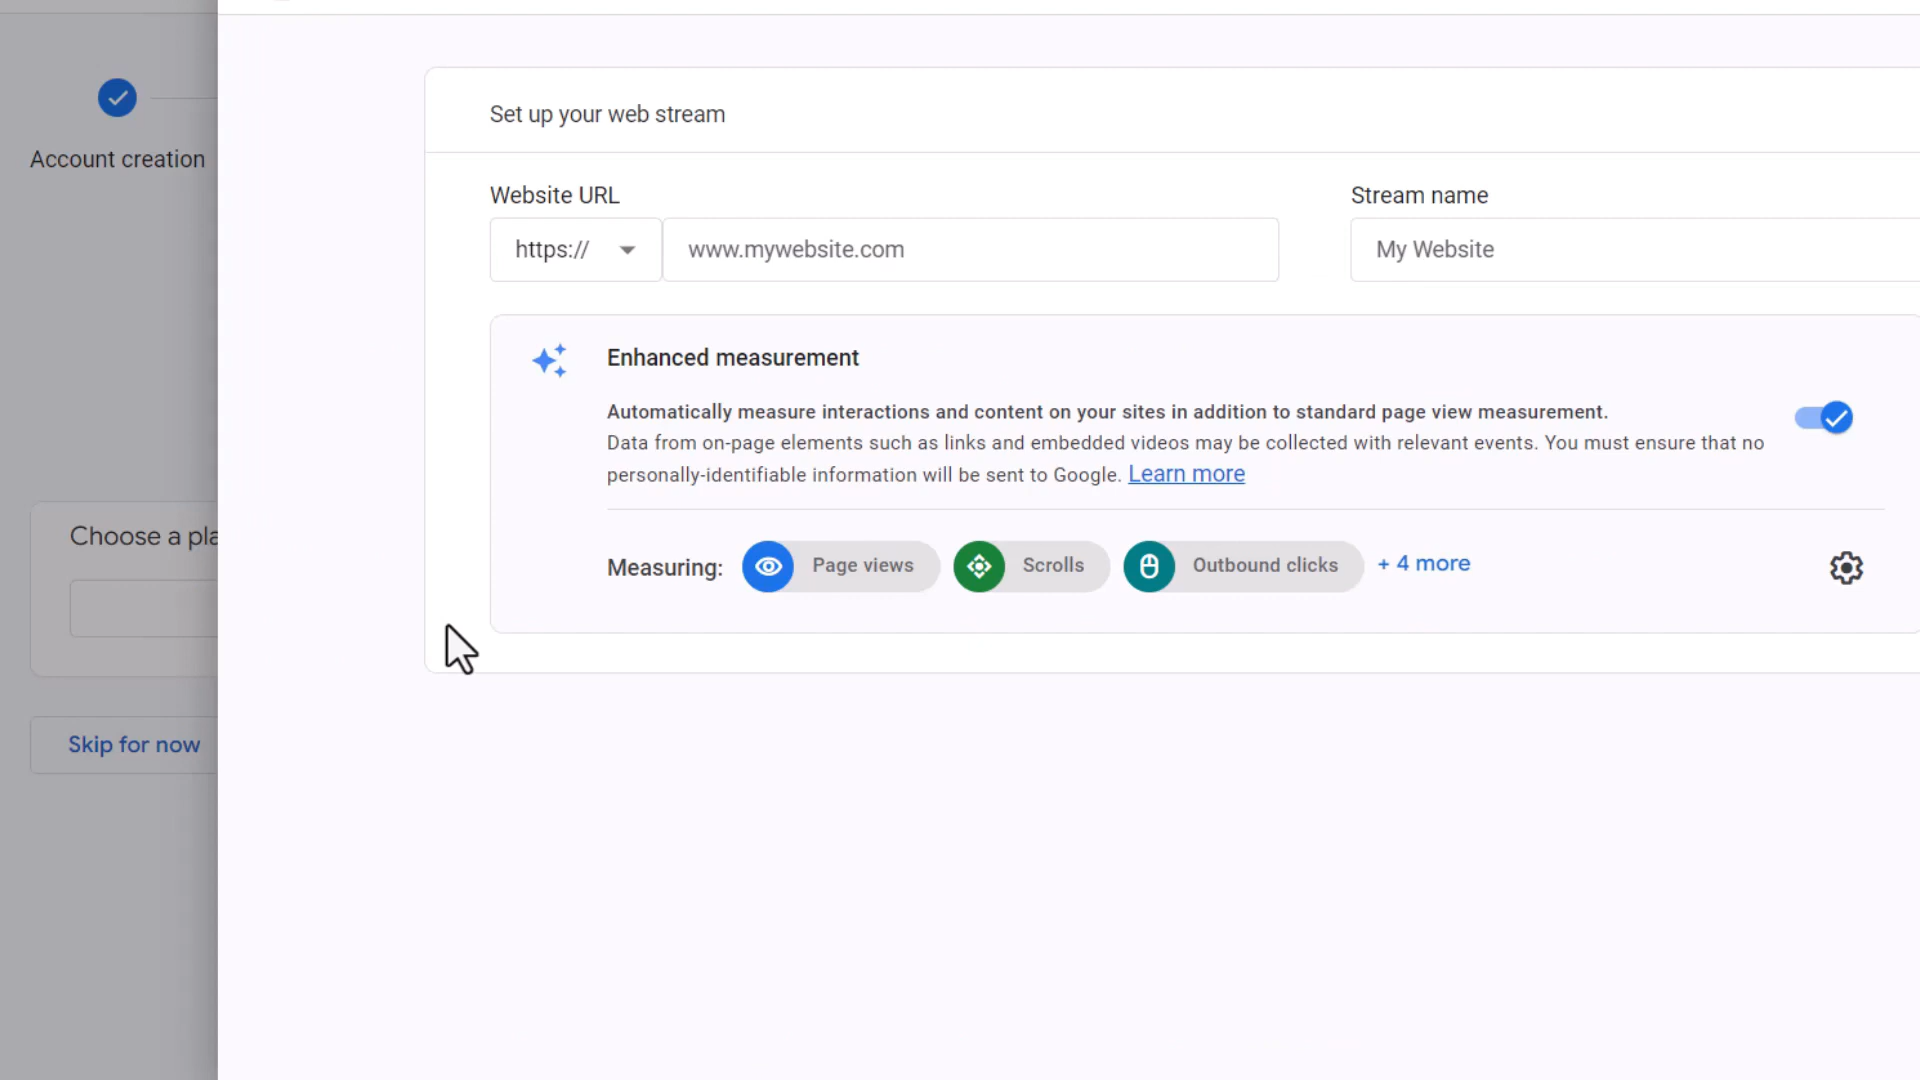 Account creation
Choose a pla
Skip for now
Set up your web stream
Website URL
Stream name
https://
www.mywebsite.com
My Website
Enhanced measurement
Automatically measure interactions and content on your sites in addition to standard page view measurement.
Data from on-page elements such as links and embedded videos may be collected with relevant events. You must ensure that no
personally-identifiable information will be sent to Google. Learn more
Measuring: Page views Scrolls Outbound clicks + 4 more